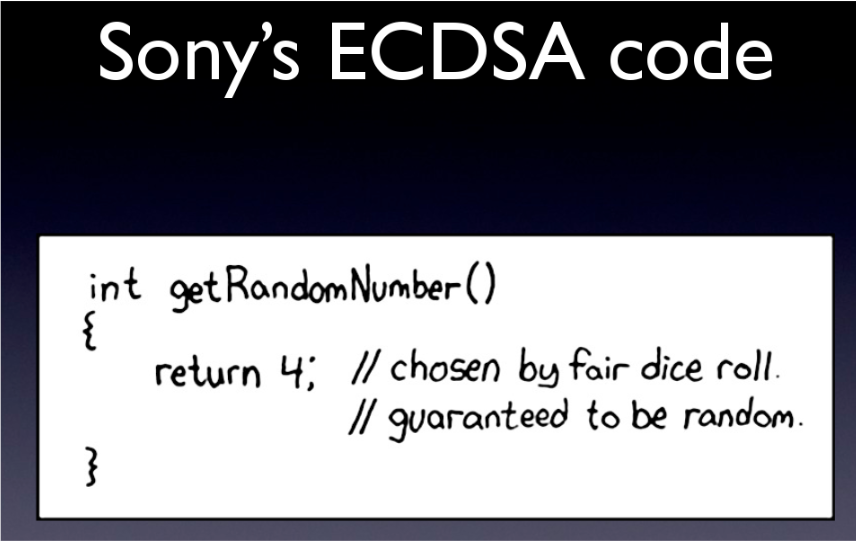 Sony's ECDSA code
int getRandomNumber()
{
return 4; // chosen by fair dice roll.
// guaranteed to be random.
}